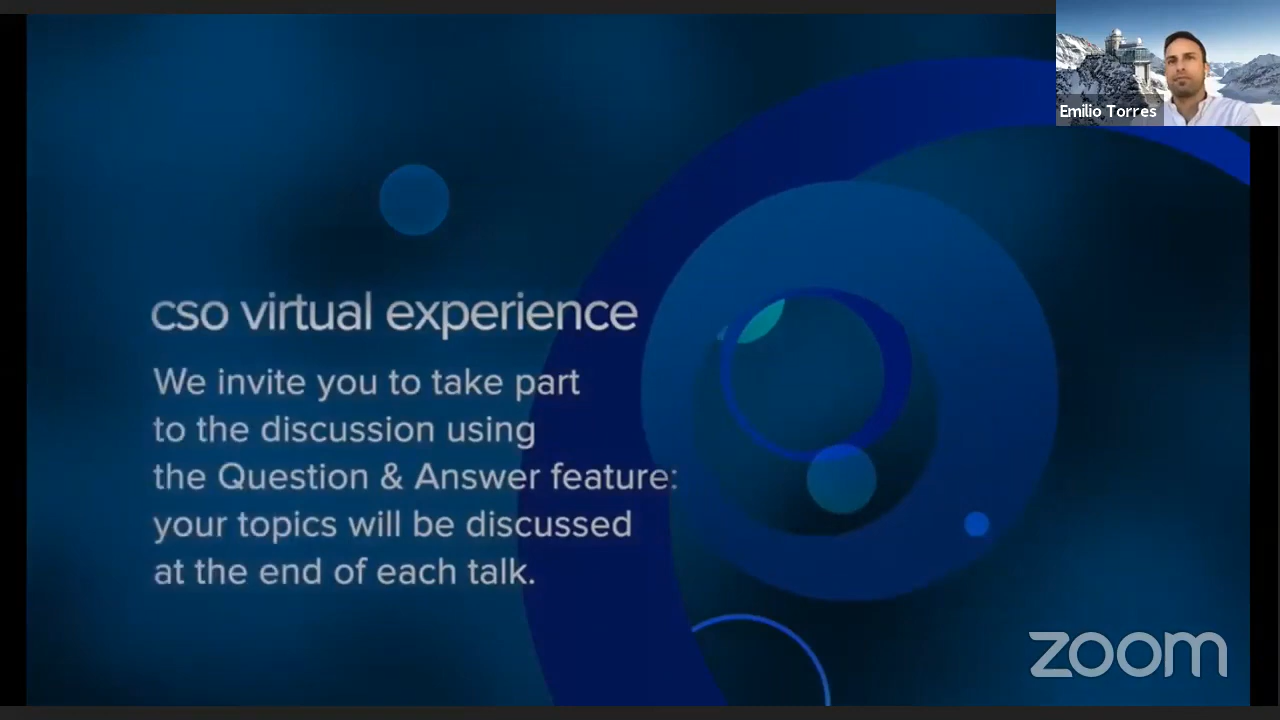 Emilio Torres
cso virtual experience
We invite you to take part
to the discussion using
the Question & Answer feature:
your topics will be discussed
at the end of each talk.
zoom